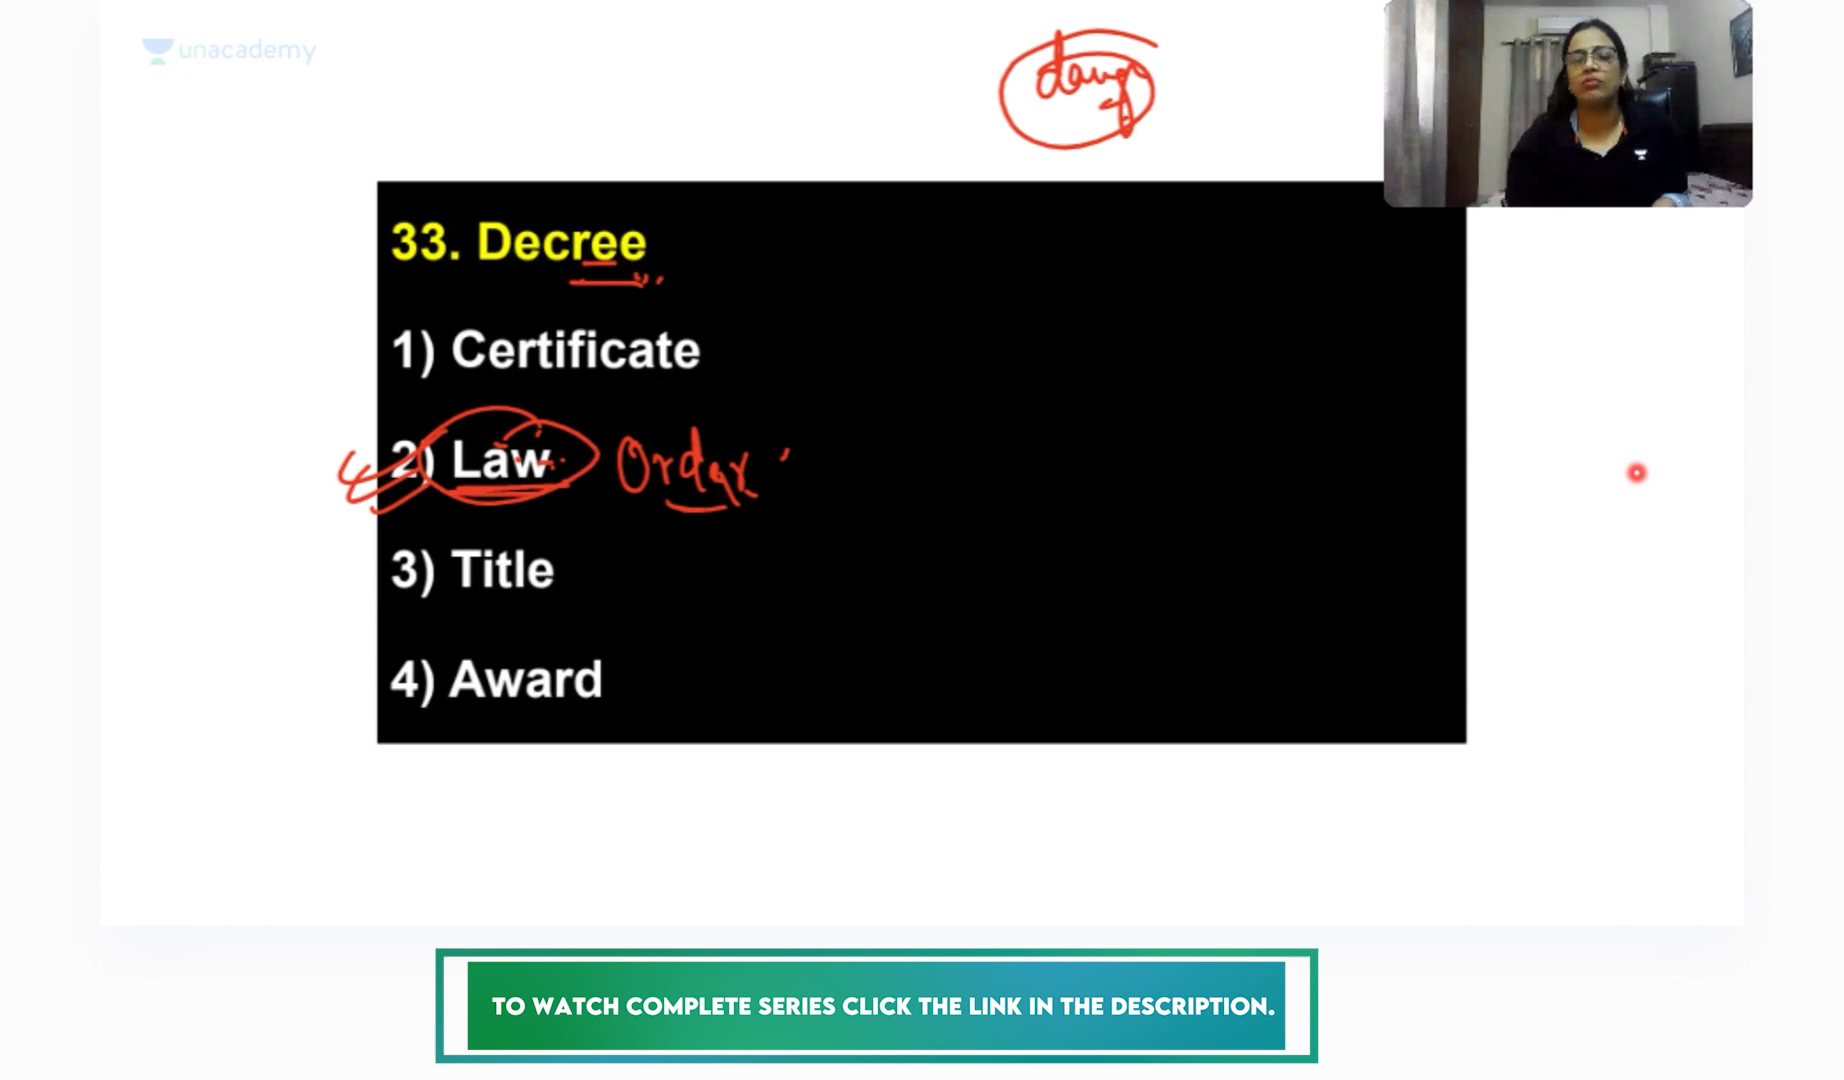 unacademy
33. Decree
1) Certificate
2) Law Order
3) Title
4) Award
TO WATCH COMPLETE SERIES CLICK THE LINK IN THE DESCRIPTION.